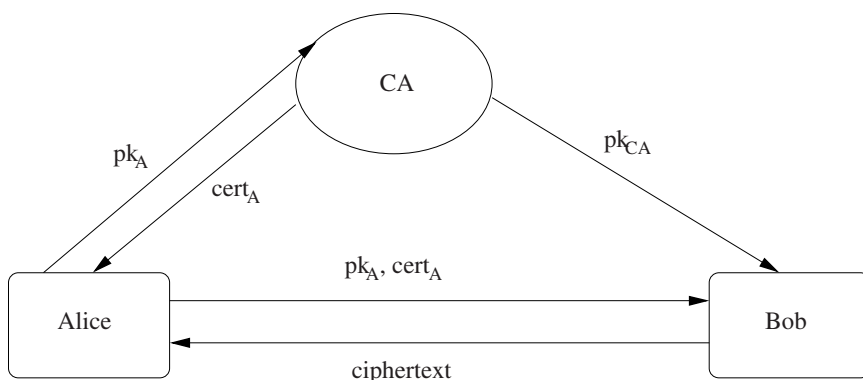 CA
pk_A
cert_A
pk_CA
pk_A, cert_A
Alice
Bob
ciphertext